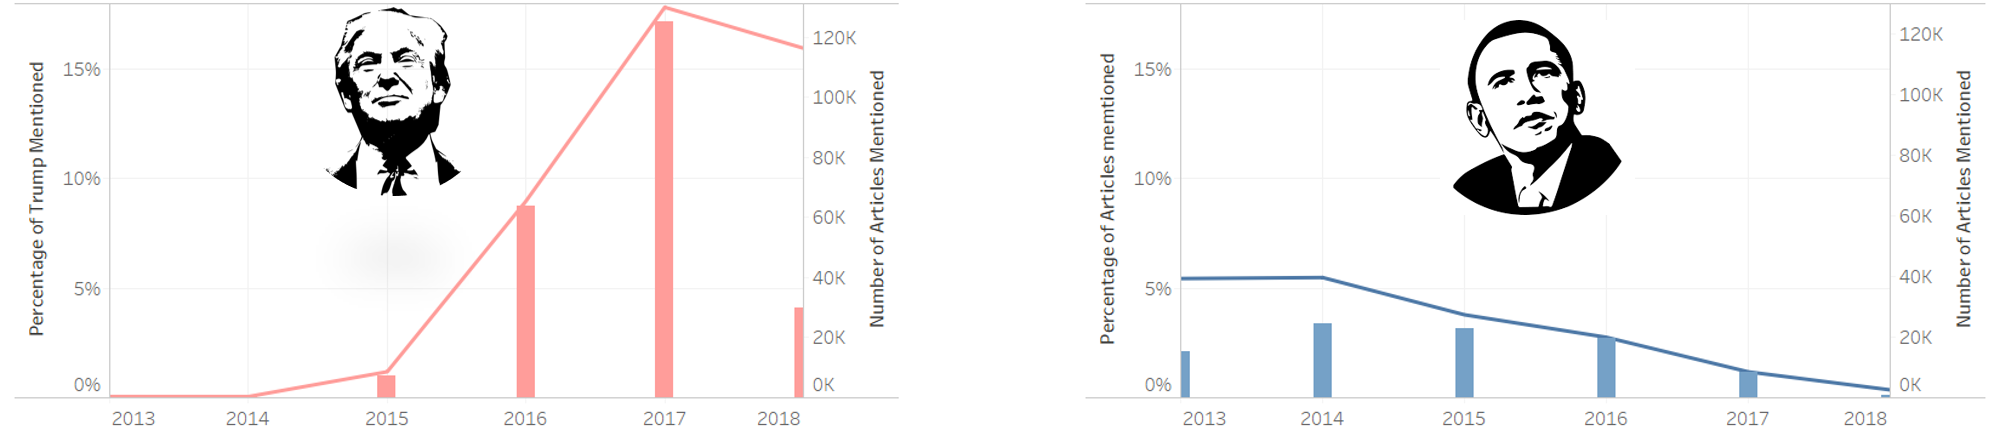 Percentage of Trump Mentioned
15%
10%
5%
0%
120K
100K
80K
60K
40K
20K
0K
Number of Articles Mentioned
2013 2014 2015 2016 2017 2018
Percentage of Articles memtioned
15%
10%
5%
0%
120K
100K
80K
60K
40K
20K
0K
Number of Articles Mentioned
2013 2014 2015 2016 2017 2018